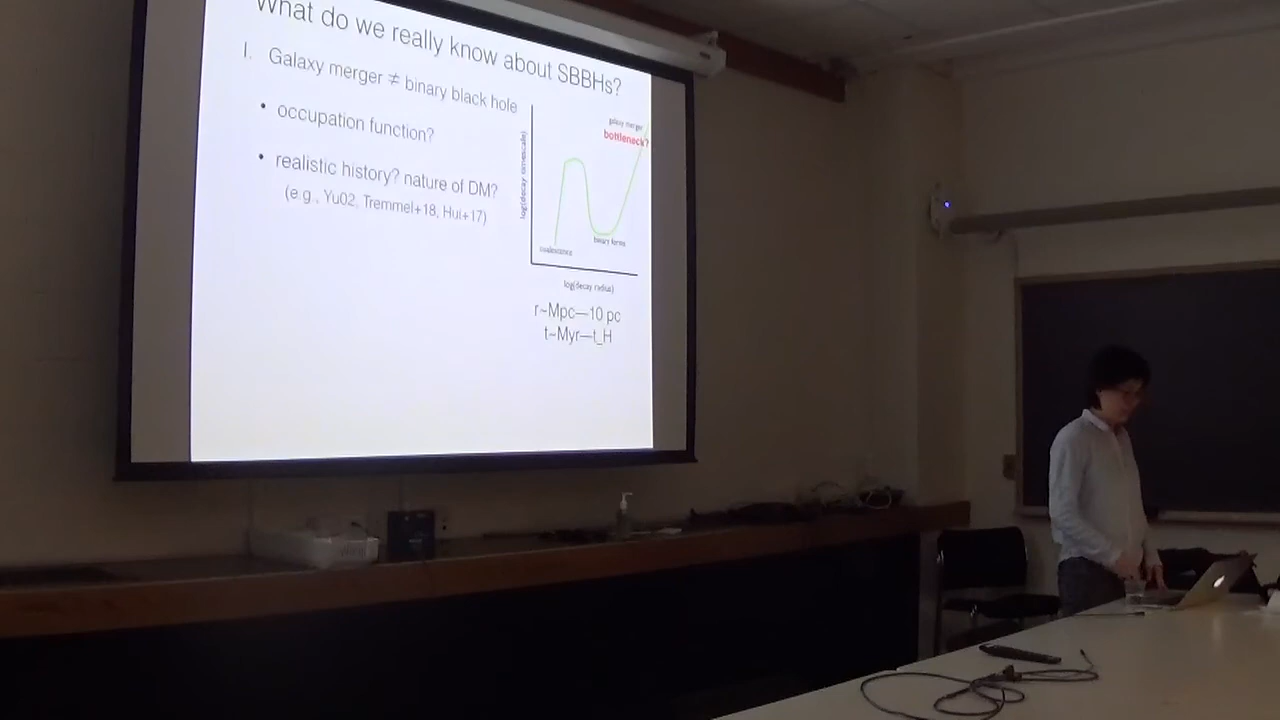 What do we really know about SBBHs?
I. Galaxy merger ≠ binary black hole
• occupation function?
• realistic history? nature of DM?
(e.g., Yu02, Tremmel+18, Hui+17)
galaxy merger
bottleneck?
log(decay timescale)
binary forms
coalescence
log(decay radius)
r~Mpc—10 pc
t~Myr—t_H